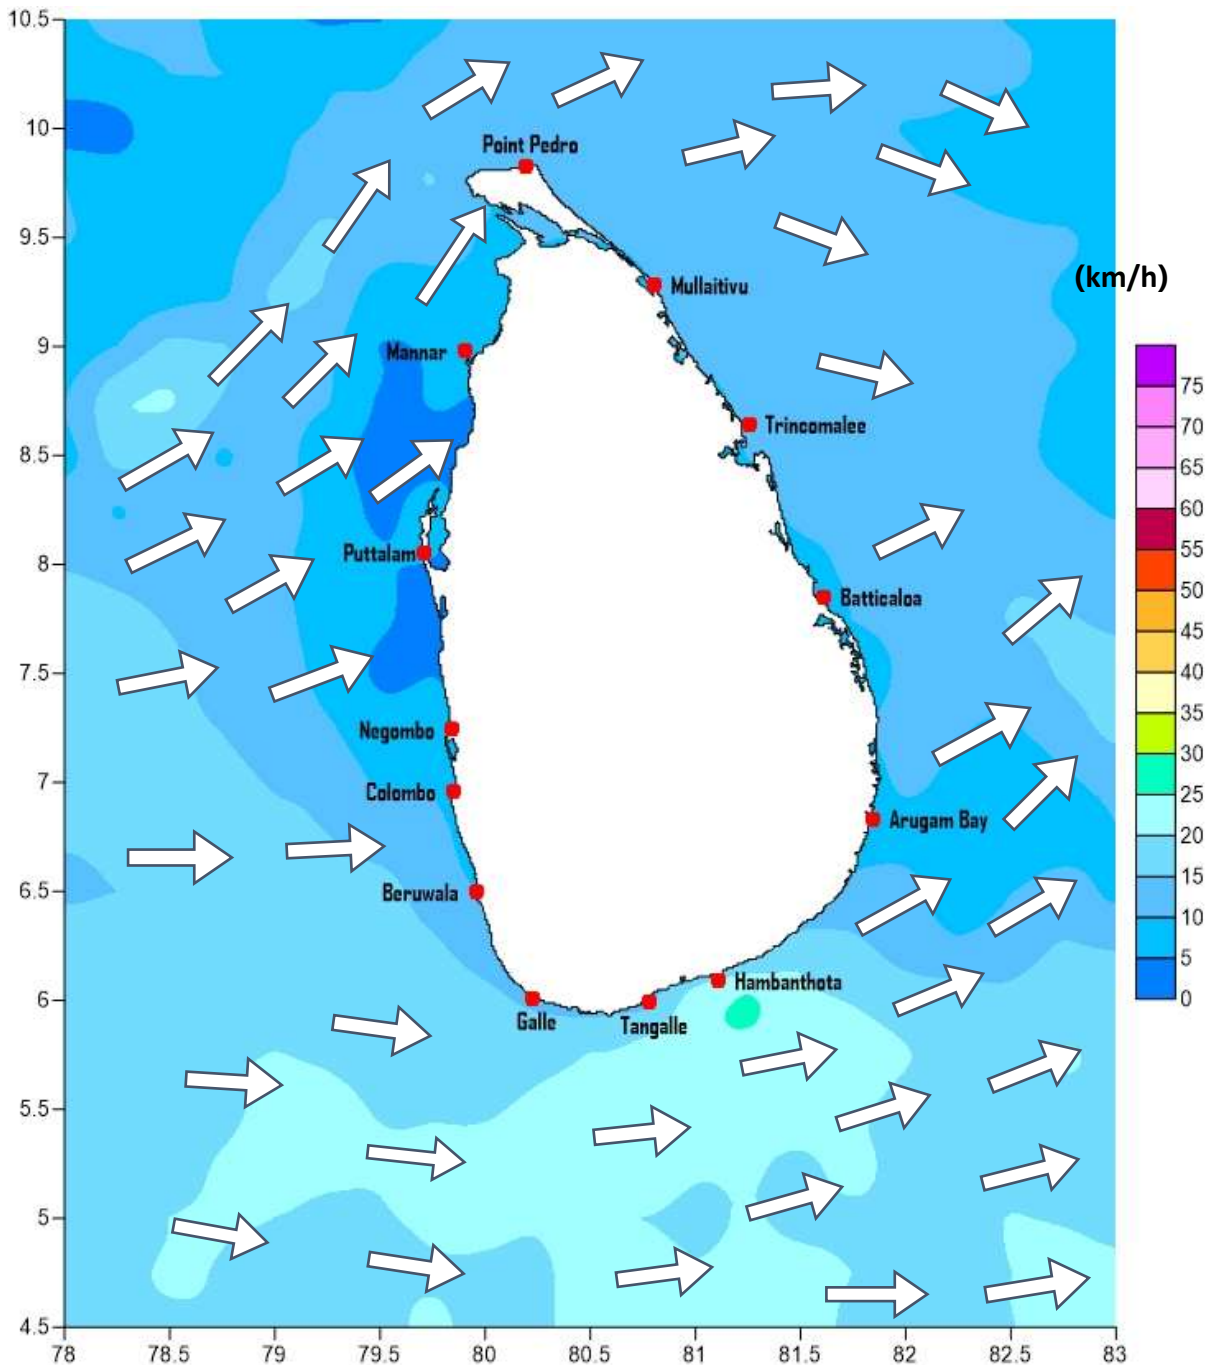 10.5
10
Point Pedro
9.5
(km/h)
Mullaitivu
9
Mannar
75
70
Trincomalee
8.5
65
60
55
8
Puttalam
50
Batticaloa
45
7.5
40
35
Negombo
30
7
Colombo
25
Arugam Bay
20
6.5
Beruwala
15
10
5
Hambanthota
6
0
Galle
Tangalle
5.5
5
4.5
78 78.5 79 79.5 80 80.5 81 81.5 82 82.5 83